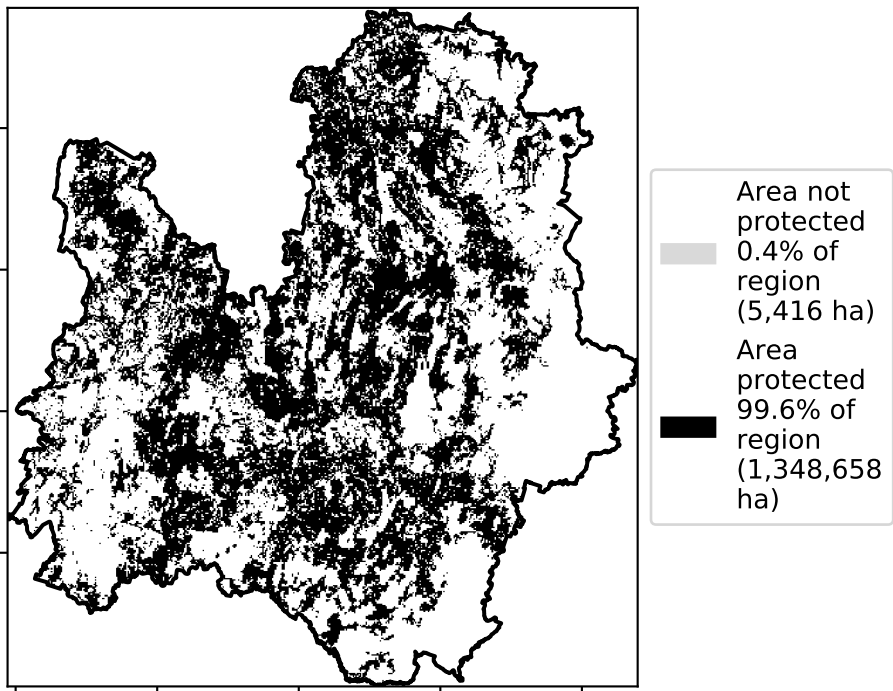 Area not
protected
0.4% of
region
(5,416 ha)
Area
protected
99.6% of
region
(1,348,658
ha)